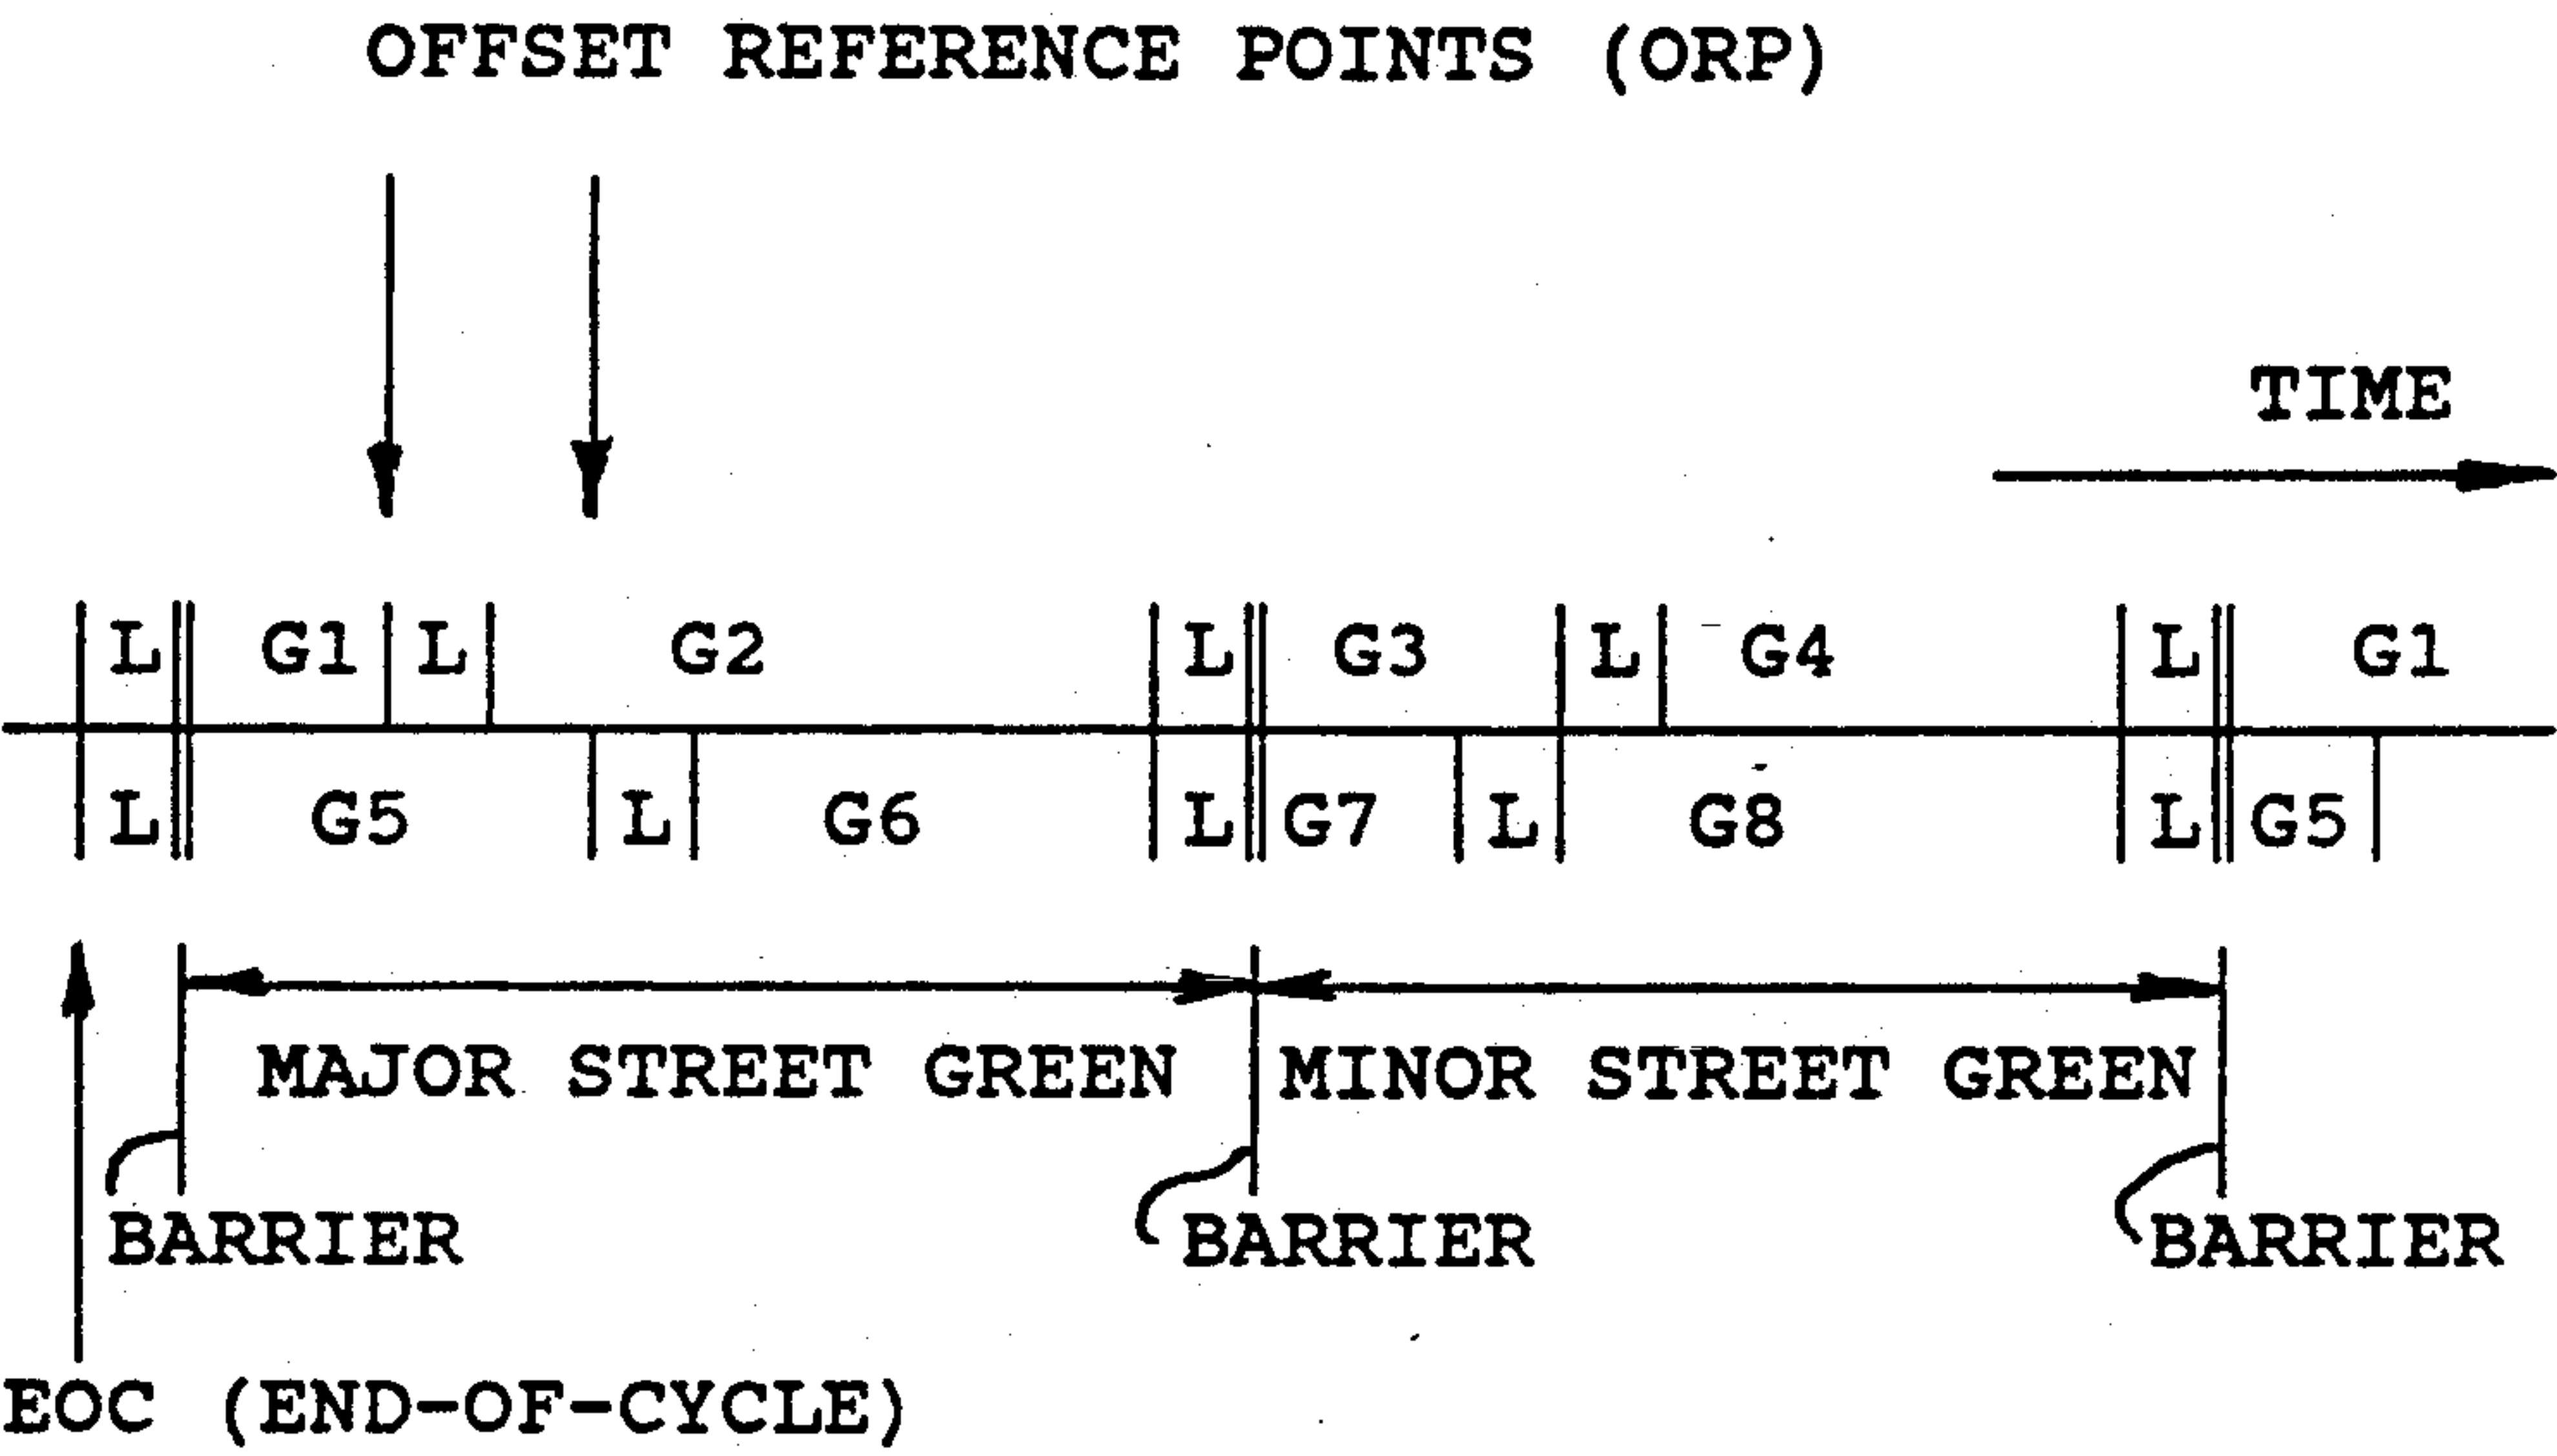 OFFSET REFERENCE POINTS (ORP)
TIME
L G1 L G2 L G3 L G4 L G1
L G5 L G6 L G7 L G8 L G5
MAJOR STREET GREEN MINOR STREET GREEN
BARRIER BARRIER BARRIER
EOC (END-OF-CYCLE)